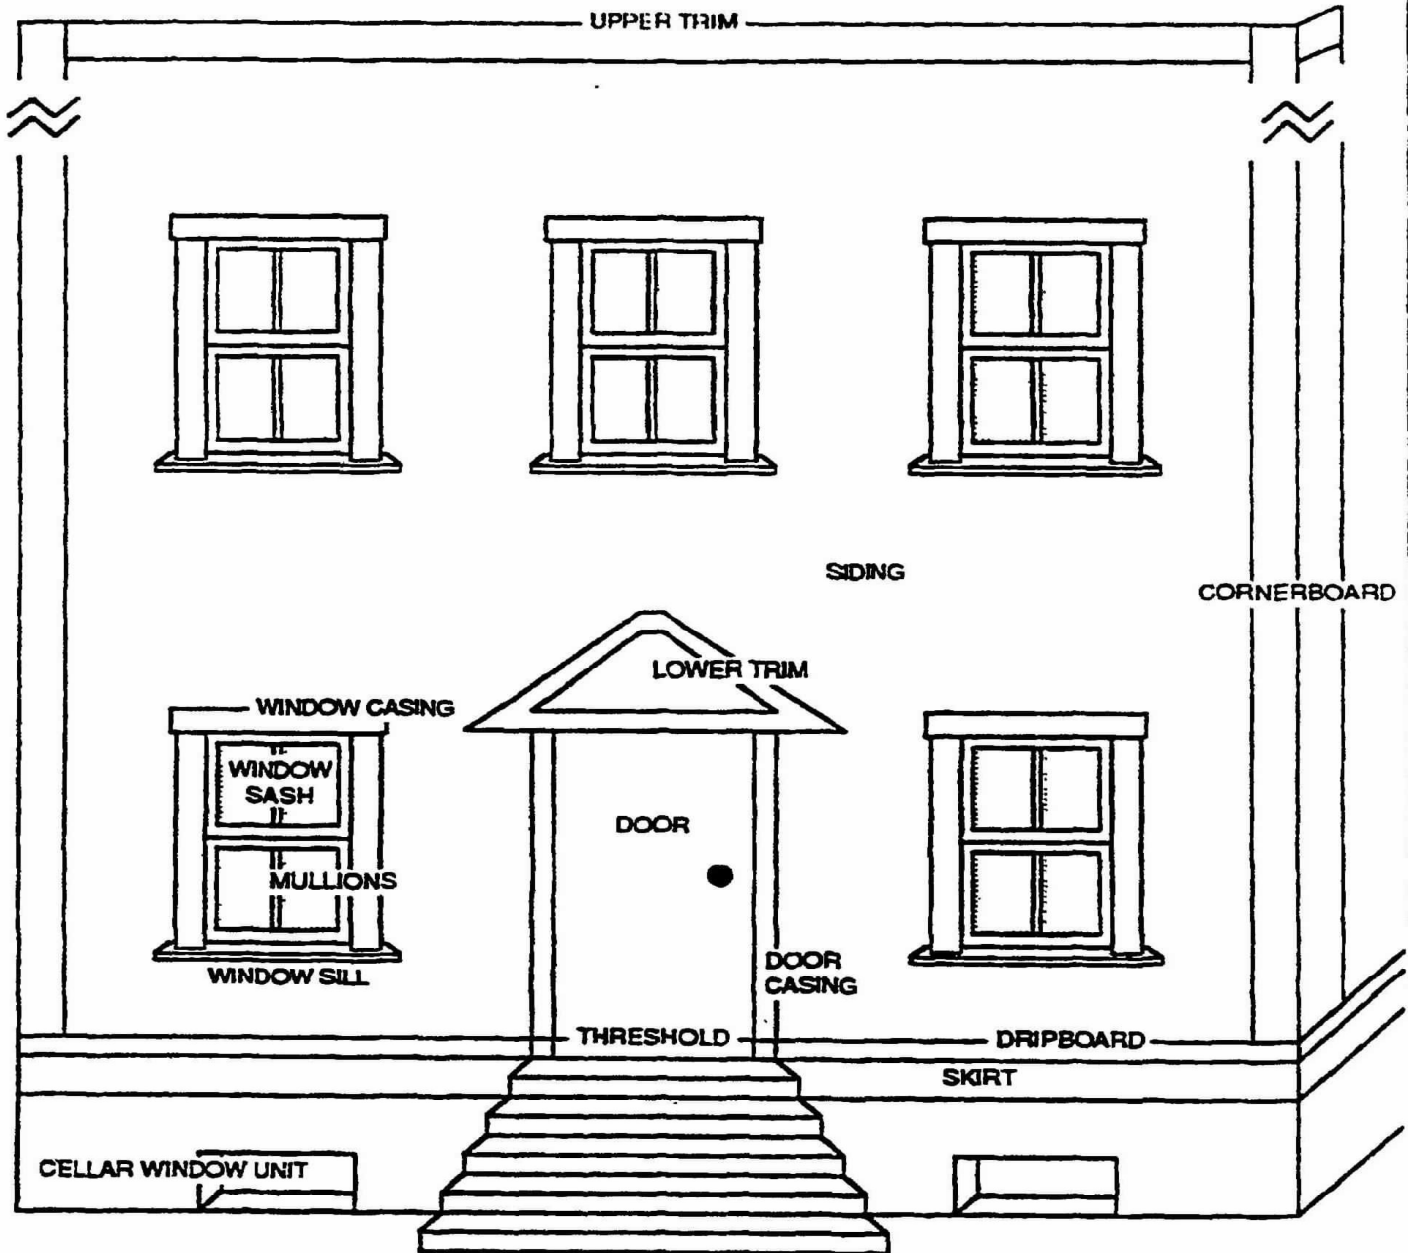 UPPER TRIM
SIDING
CORNERBOARD
LOWER TRIM
WINDOW CASING
WINDOW
SASH
DOOR
MULLIONS
DOOR
CASING
WINDOW SILL
THRESHOLD
DRIPBOARD
SKIRT
CELLAR WINDOW UNIT